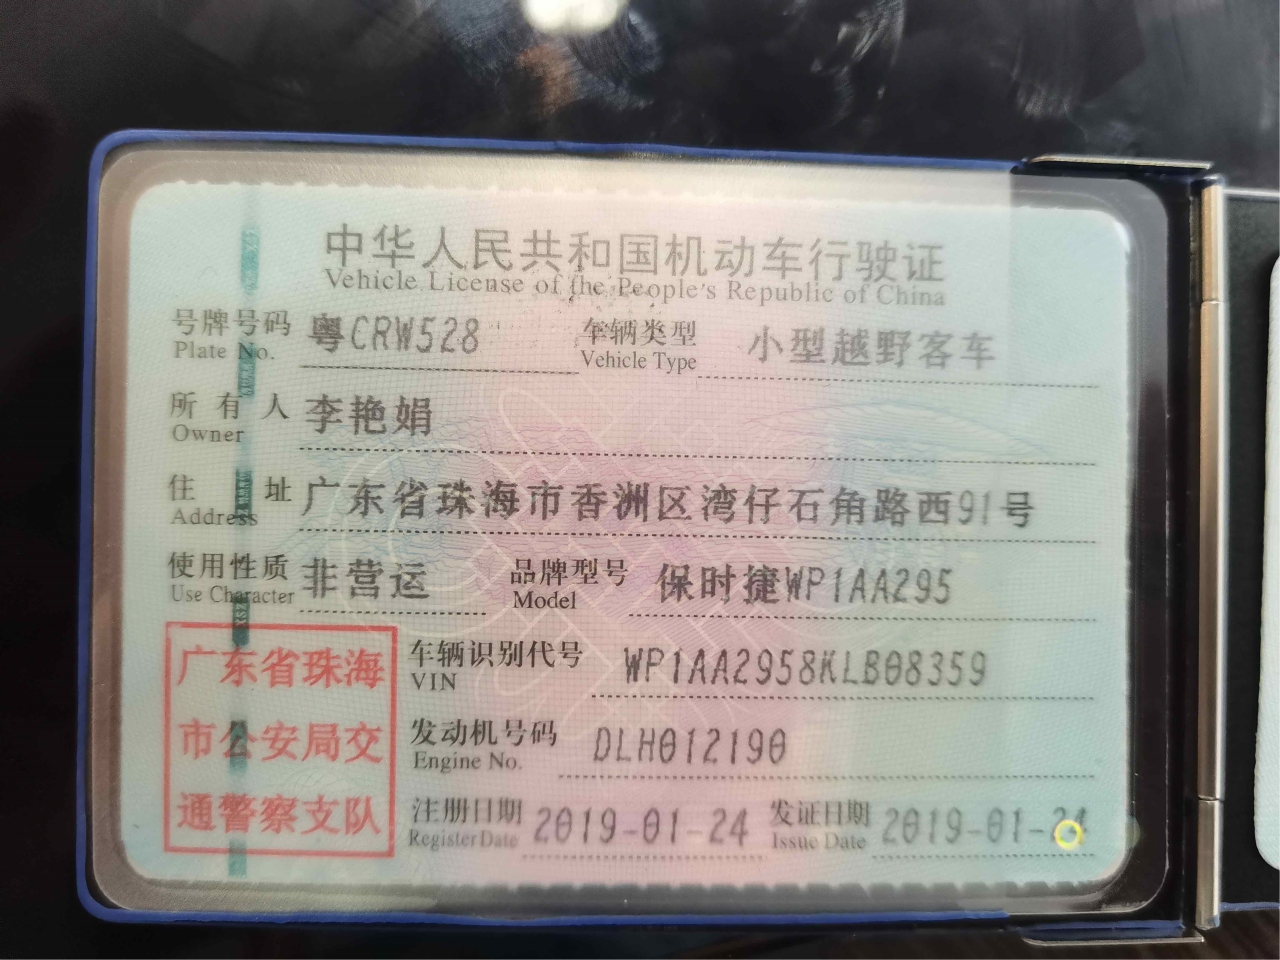 中华人民共和国机动车行驶证
Vehicle License of the People's Republic of China
号牌号码 粤CRW528 车辆类型 小型越野客车
Plate No. Vehicle Type
所有人 李艳娟
Owner
住址 广东省珠海市香洲区湾仔石角路西91号
Address
使用性质 非营运 品牌型号 保时捷WP1AA295
Use Character Model
广东省珠海 车辆识别代号 WP1AA2958KLB08359
VIN
市公安局交 发动机号码 DLH012190
Engine No.
通警察支队 注册日期 2019-01-24 发证日期 2019-01-24
Register Date Issue Date